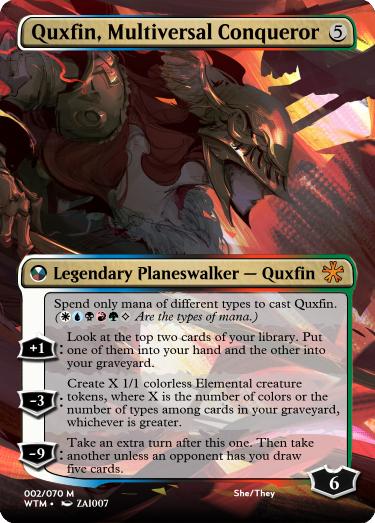 Quxfin, Multiversal Conqueror 5
Legendary Planeswalker — Quxfin
Spend only mana of different types to cast Quxfin.
( Are the types of mana.)
+1: Look at the top two cards of your library. Put
one of them into your hand and the other into
your graveyard.
-3: Create X 1/1 colorless Elemental creature
tokens, where X is the number of colors or the
number of types among cards in your graveyard,
whichever is greater.
-9: Take an extra turn after this one. Then take
another unless an opponent has you draw
five cards.
6
002/070 M
She/They
WTM • ZAI007